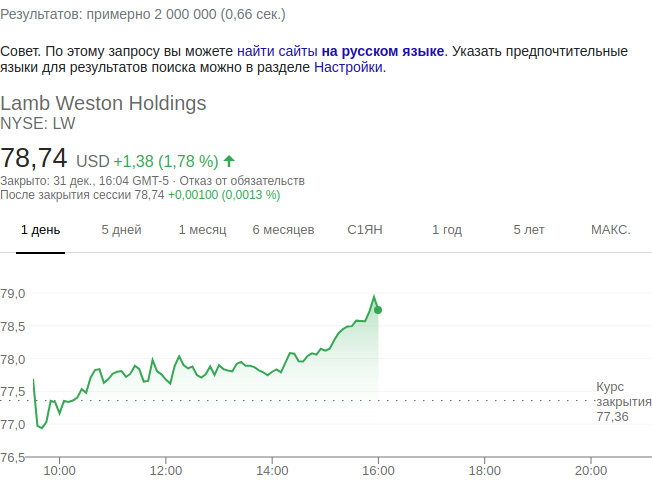 Результатов: примерно 2 000 000 (0,66 сек.)
Совет. По этому запросу вы можете найти сайты на русском языке. Указать предпочтительные
языки для результатов поиска можно в разделе Настройки.
Lamb Weston Holdings
NYSE: LW
78,74 USD +1,38 (1,78 %)
Закрыто: 31 дек., 16:04 GMT-5 · Отказ от обязательств
После закрытия сессии 78,74 +0,00100 (0,0013 %)
1 день 5 дней 1 месяц 6 месяцев С1ЯН 1 год 5 лет МАКС.
79,0
78,5
78,0
77,5
77,0
76,5
Курс
закрытия
77,36
10:00 12:00 14:00 16:00 18:00 20:00